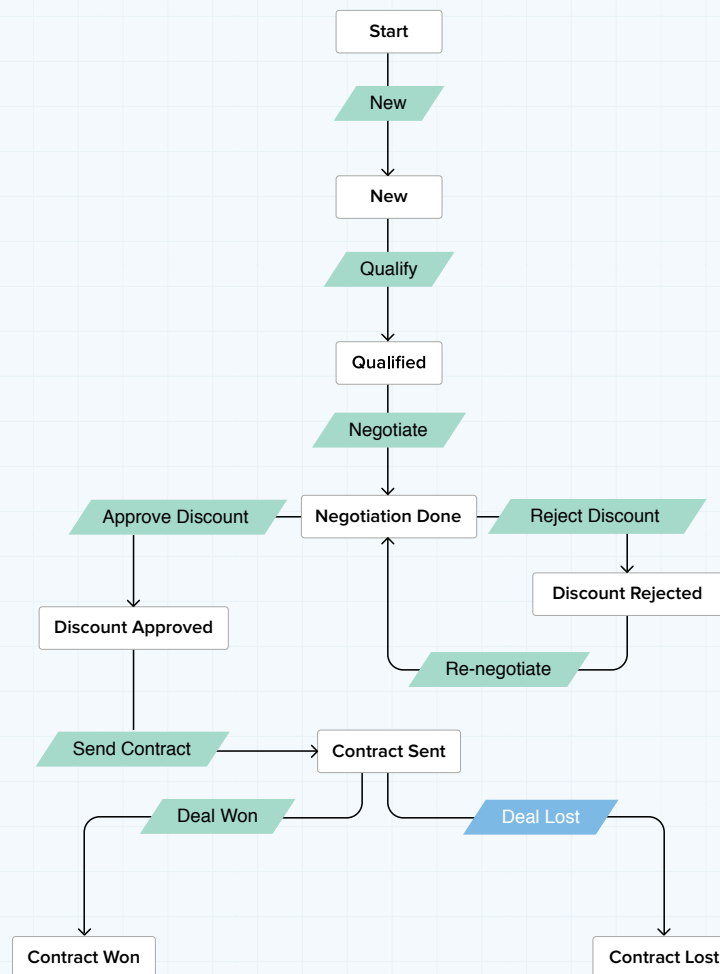 Start
New
New
Qualify
Qualified
Negotiate
Approve Discount
Negotiation Done
Reject Discount
Discount Rejected
Discount Approved
Re-negotiate
Send Contract
Contract Sent
Deal Won
Deal Lost
Contract Won
Contract Lost